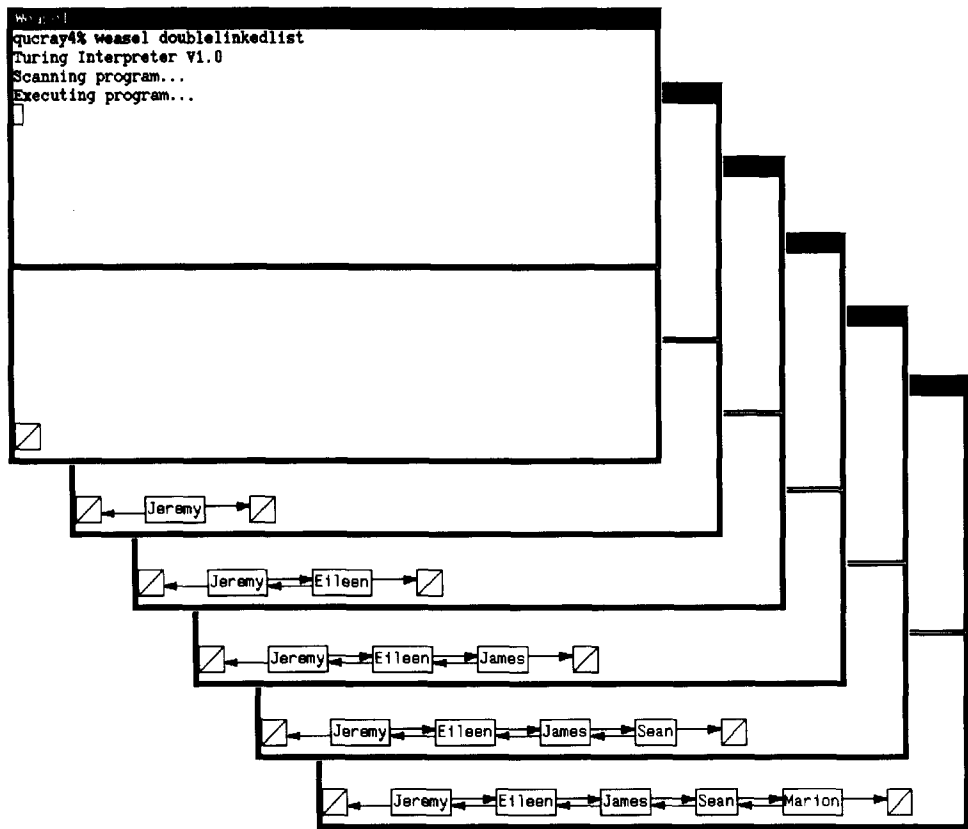 Weasel
qucray4% weasel doublelinkedlist
Turing Interpreter V1.0
Scanning program...
Executing program...
Jeremy
Jeremy Eileen
Jeremy Eileen James
Jeremy Eileen James Sean
Jeremy Eileen James Sean Marion